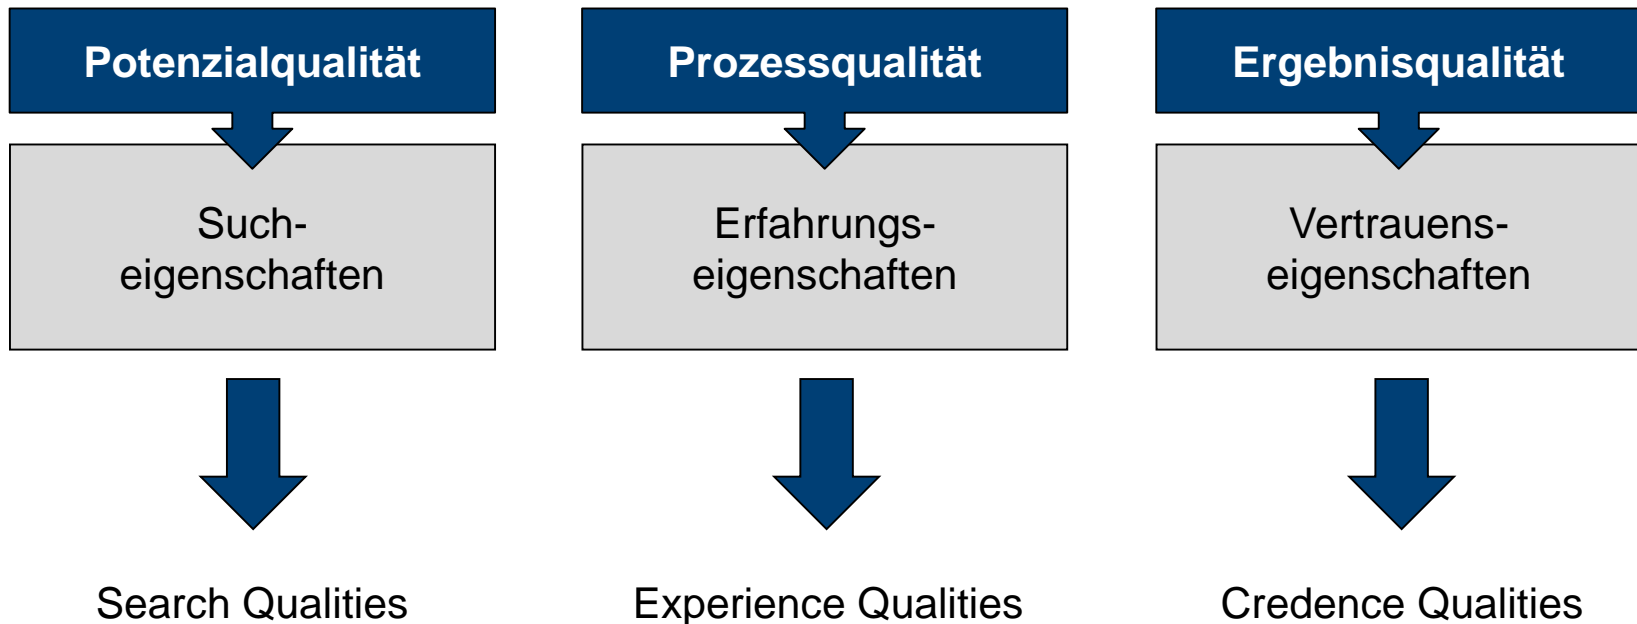 Potenzialqualität
Prozessqualität
Ergebnisqualität
Such-
eigenschaften
Erfahrungs-
eigenschaften
Vertrauens-
eigenschaften
Search Qualities
Experience Qualities
Credence Qualities